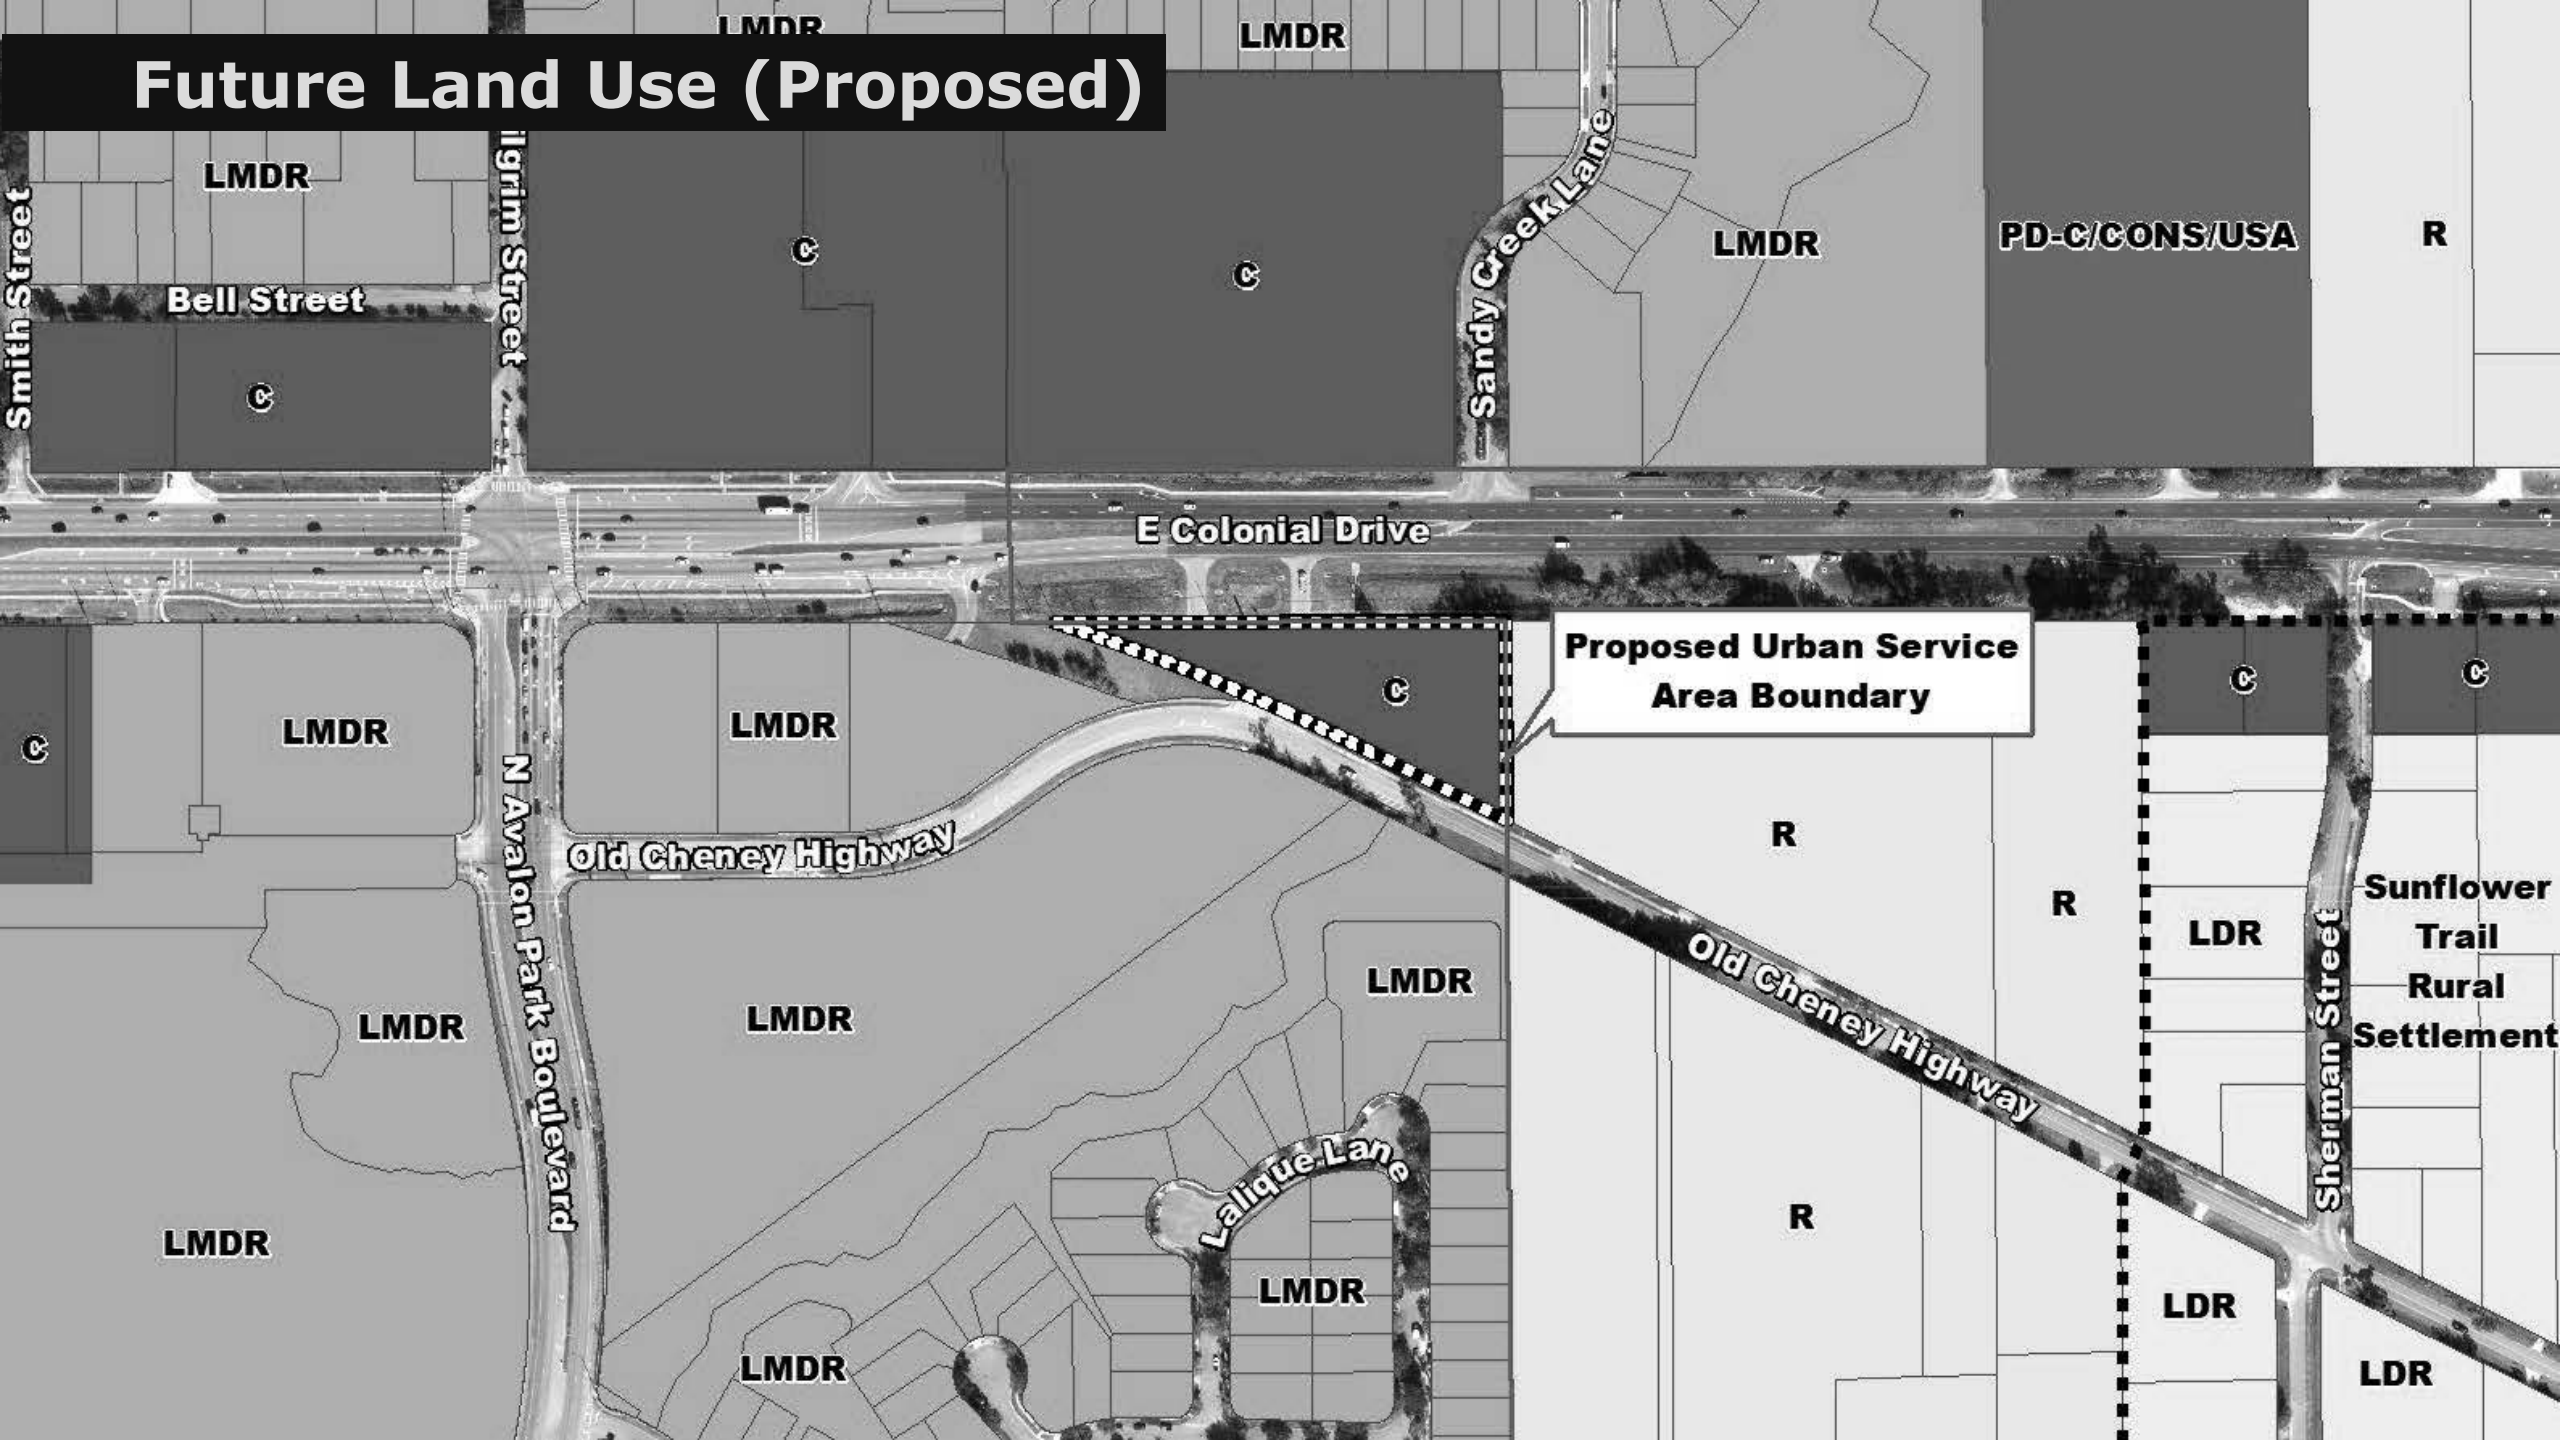 LMDR
LMDR
Future Land Use (Proposed)
LMDR
ilgrim Street
Smith Street
Bell Street
C
C
C
Sandy Creek Lane
LMDR
PD-C/CONS/USA
R
E Colonial Drive
C
LMDR
LMDR
C
Proposed Urban Service
Area Boundary
C
C
N Avalon Park Boulevard
Old Cheney Highway
R
R
LDR
Sunflower
Trail
Rural
Settlement
Old Cheney Highway
Sherman Street
LMDR
LMDR
LMDR
LMDR
Lalique Lane
LMDR
LMDR
R
LDR
LDR